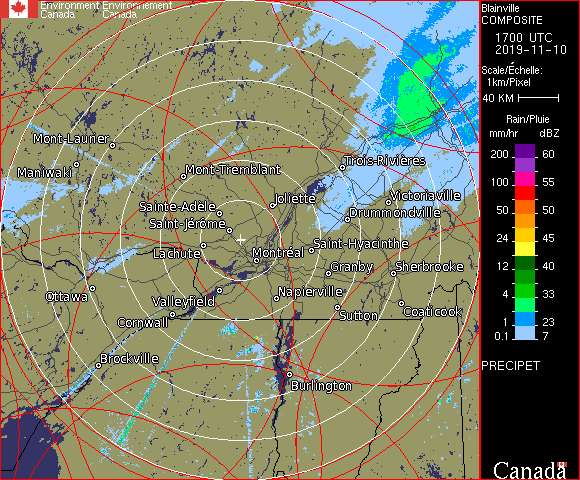 Environment Environnement
Canada Canada
Blainville
COMPOSITE
1700 UTC
2019-11-10
Scale/Échelle:
1km/Pixel
40 KM
Rain/Pluie
mm/hr dBZ
200 60
100 55
50 50
24 45
12 40
4 33
1 23
0.1 7
PRECIPET
Canada
Mont-Laurier
Maniwaki
Mont-Tremblant
Trois-Rivières
Sainte-Adèle
Joliette
Victoriaville
Drummondville
Saint-Jérôme
Saint-Hyacinthe
Lachute
Montréal
Granby
Sherbrooke
Ottawa
Valleyfield
Napierville
Cornwall
Sutton
Coaticook
Brockville
Burlington